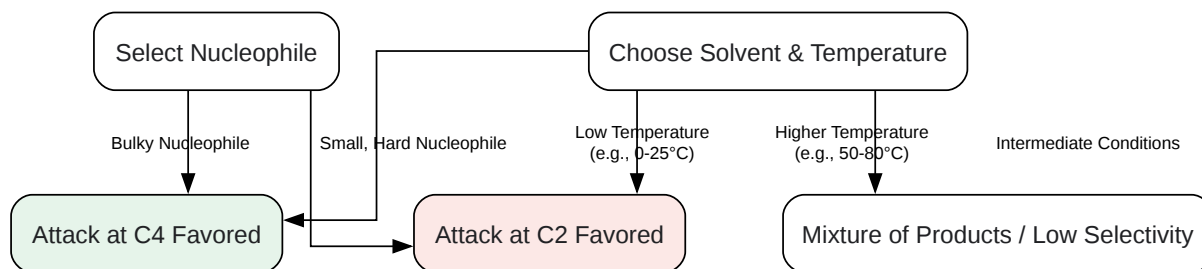 Select Nucleophile
Choose Solvent & Temperature
Bulky Nucleophile
Small, Hard Nucleophile
Low Temperature
(e.g., 0-25°C)
Higher Temperature
(e.g., 50-80°C)
Intermediate Conditions
Attack at C4 Favored
Attack at C2 Favored
Mixture of Products / Low Selectivity